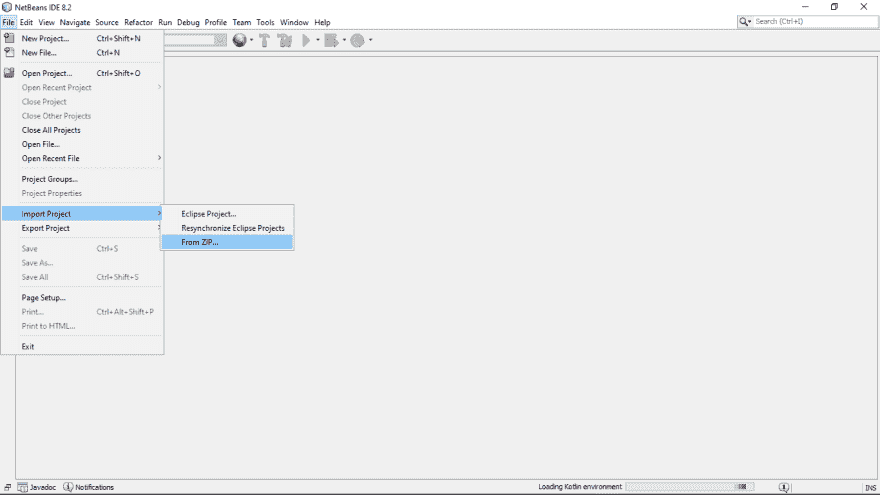 NetBeans IDE 8.2
File Edit View Navigate Source Refactor Run Debug Profile Team Tools Window Help
Search (Ctrl+I)
New Project... Ctrl+Shift+N
New File... Ctrl+N
Open Project... Ctrl+Shift+O
Open Recent Project
Close Project
Close Other Projects
Close All Projects
Open File...
Open Recent File
Project Groups...
Project Properties
Import Project
Eclipse Project...
Export Project
Resynchronize Eclipse Projects
From ZIP...
Save Ctrl+S
Save As...
Save All Ctrl+Shift+S
Page Setup...
Print... Ctrl+Alt+Shift+P
Print to HTML...
Exit
Javadoc Notifications
Loading Kotlin environment
INS